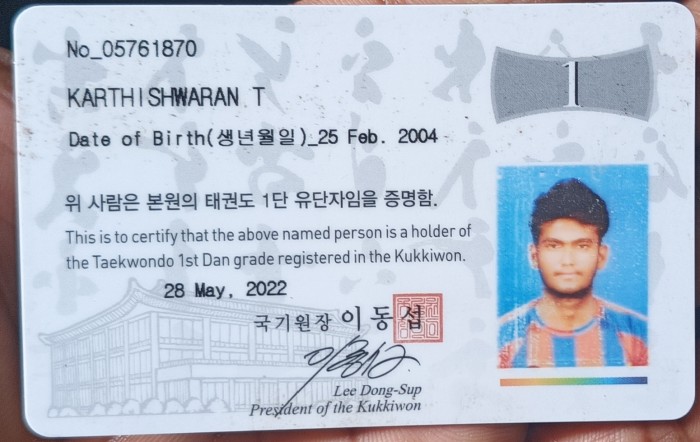 No_05761870
1
KARTHISHWARAN T
Date of Birth(생년월일)_25 Feb. 2004
위 사람은 본원의 태권도 1단 유단자임을 증명함.
This is to certify that the above named person is a holder of
the Taekwondo 1st Dan grade registered in the Kukkiwon.
28 May, 2022
국기원장 이동섭
Lee Dong-Sup
President of the Kukkiwon